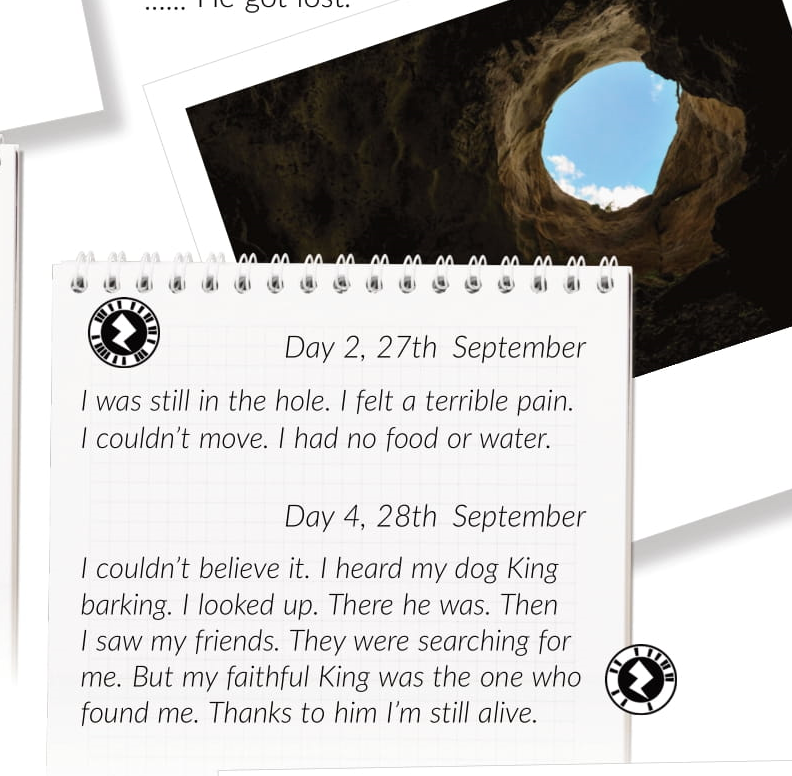 ...... He got lost.
Day 2, 27th September
I was still in the hole. I felt a terrible pain.
I couldn't move. I had no food or water.
Day 4, 28th September
I couldn't believe it. I heard my dog King
barking. I looked up. There he was. Then
I saw my friends. They were searching for
me. But my faithful King was the one who
found me. Thanks to him I'm still alive.